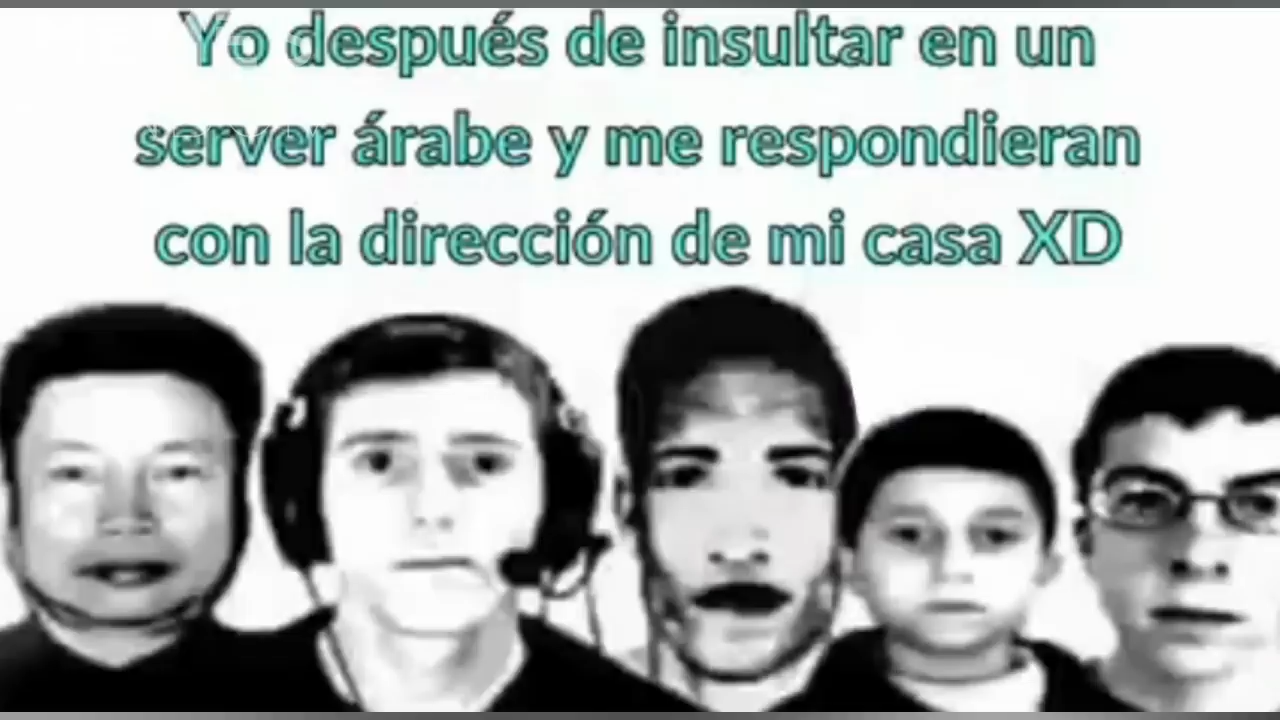 Yo después de insultar en un
server árabe y me respondieran
con la dirección de mi casa XD